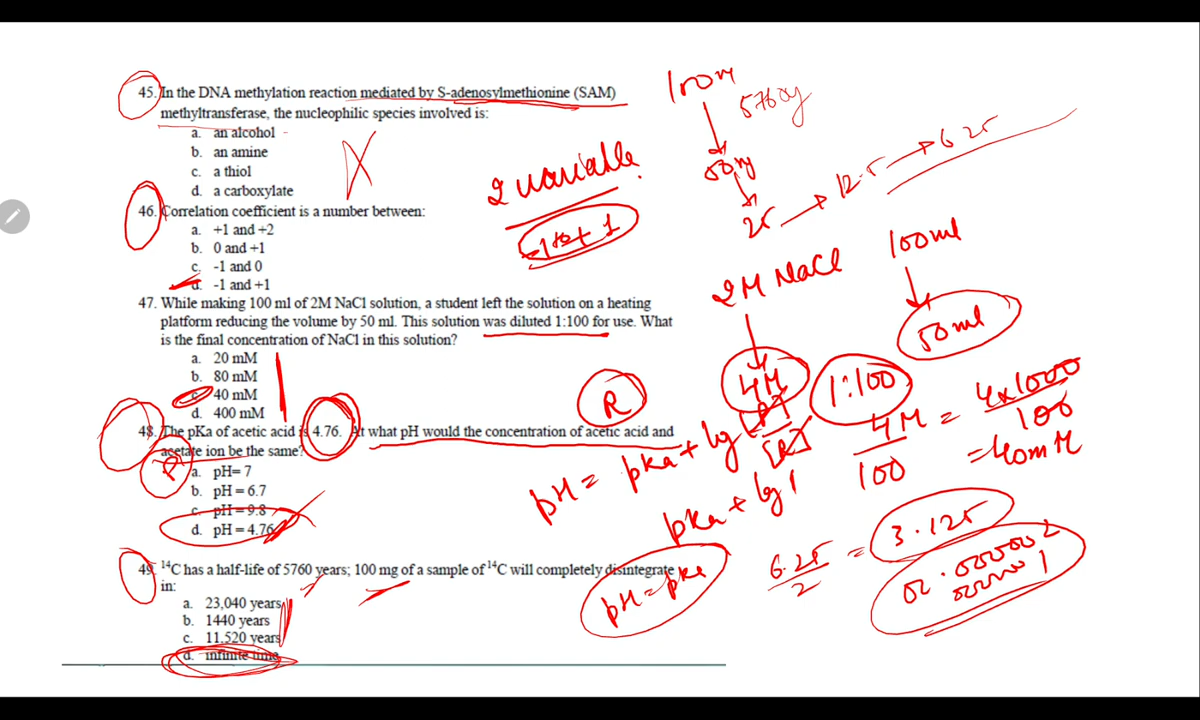 45. In the DNA methylation reaction mediated by S-adenosylmethionine (SAM)
methyltransferase, the nucleophilic species involved is:
a. an alcohol
b. an amine
c. a thiol
d. a carboxylate
46. Correlation coefficient is a number between:
a. +1 and +2
b. 0 and +1
c. -1 and 0
d. -1 and +1
47. While making 100 ml of 2M NaCl solution, a student left the solution on a heating
platform reducing the volume by 50 ml. This solution was diluted 1:100 for use. What
is the final concentration of NaCl in this solution?
a. 20 mM
b. 80 mM
c. 40 mM
d. 400 mM
48. The pKa of acetic acid is 4.76. At what pH would the concentration of acetic acid and
acetate ion be the same?
a. pH= 7
b. pH = 6.7
c. pH = 9.8
d. pH = 4.76
49. ¹⁴C has a half-life of 5760 years; 100 mg of a sample of ¹⁴C will completely disintegrate
in:
a. 23,040 years
b. 1440 years
c. 11,520 years
d. infinite time
2 variable
-1 to + 1
25 → 12.5 → 6.25
2M NaCl
100ml
50ml
4M
1:100
R
pH = pka + log
pka + log 1
pH = pka
4M
100
= 4x1000
100
= 40mM
6.25
2
= 3.125